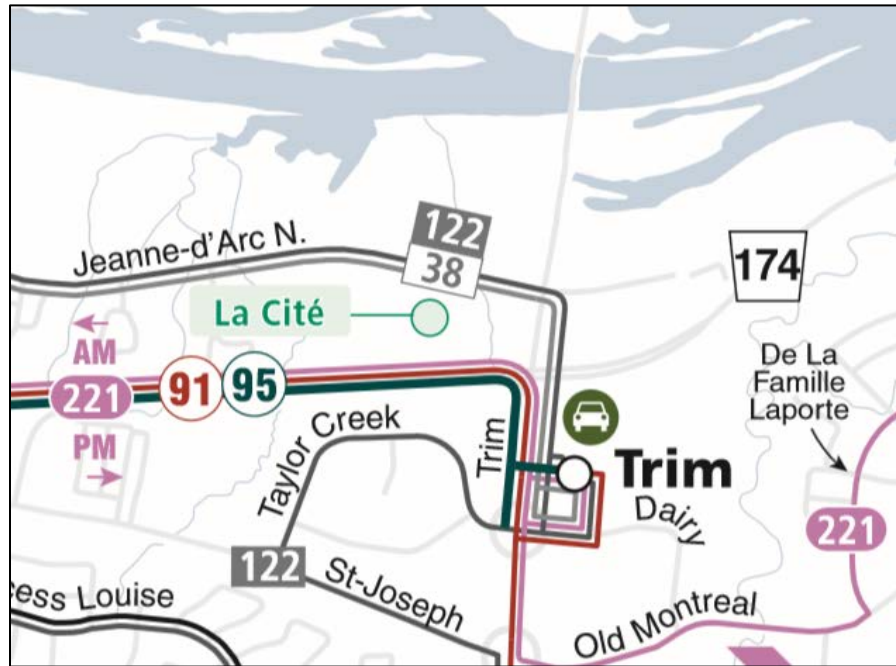 Jeanne-d'Arc N.
122
38
174
La Cité
AM
221
PM
91
95
De La
Famille
Laporte
Taylor Creek
Trim
Trim
Dairy
221
122
St-Joseph
cess Louise
Old Montreal